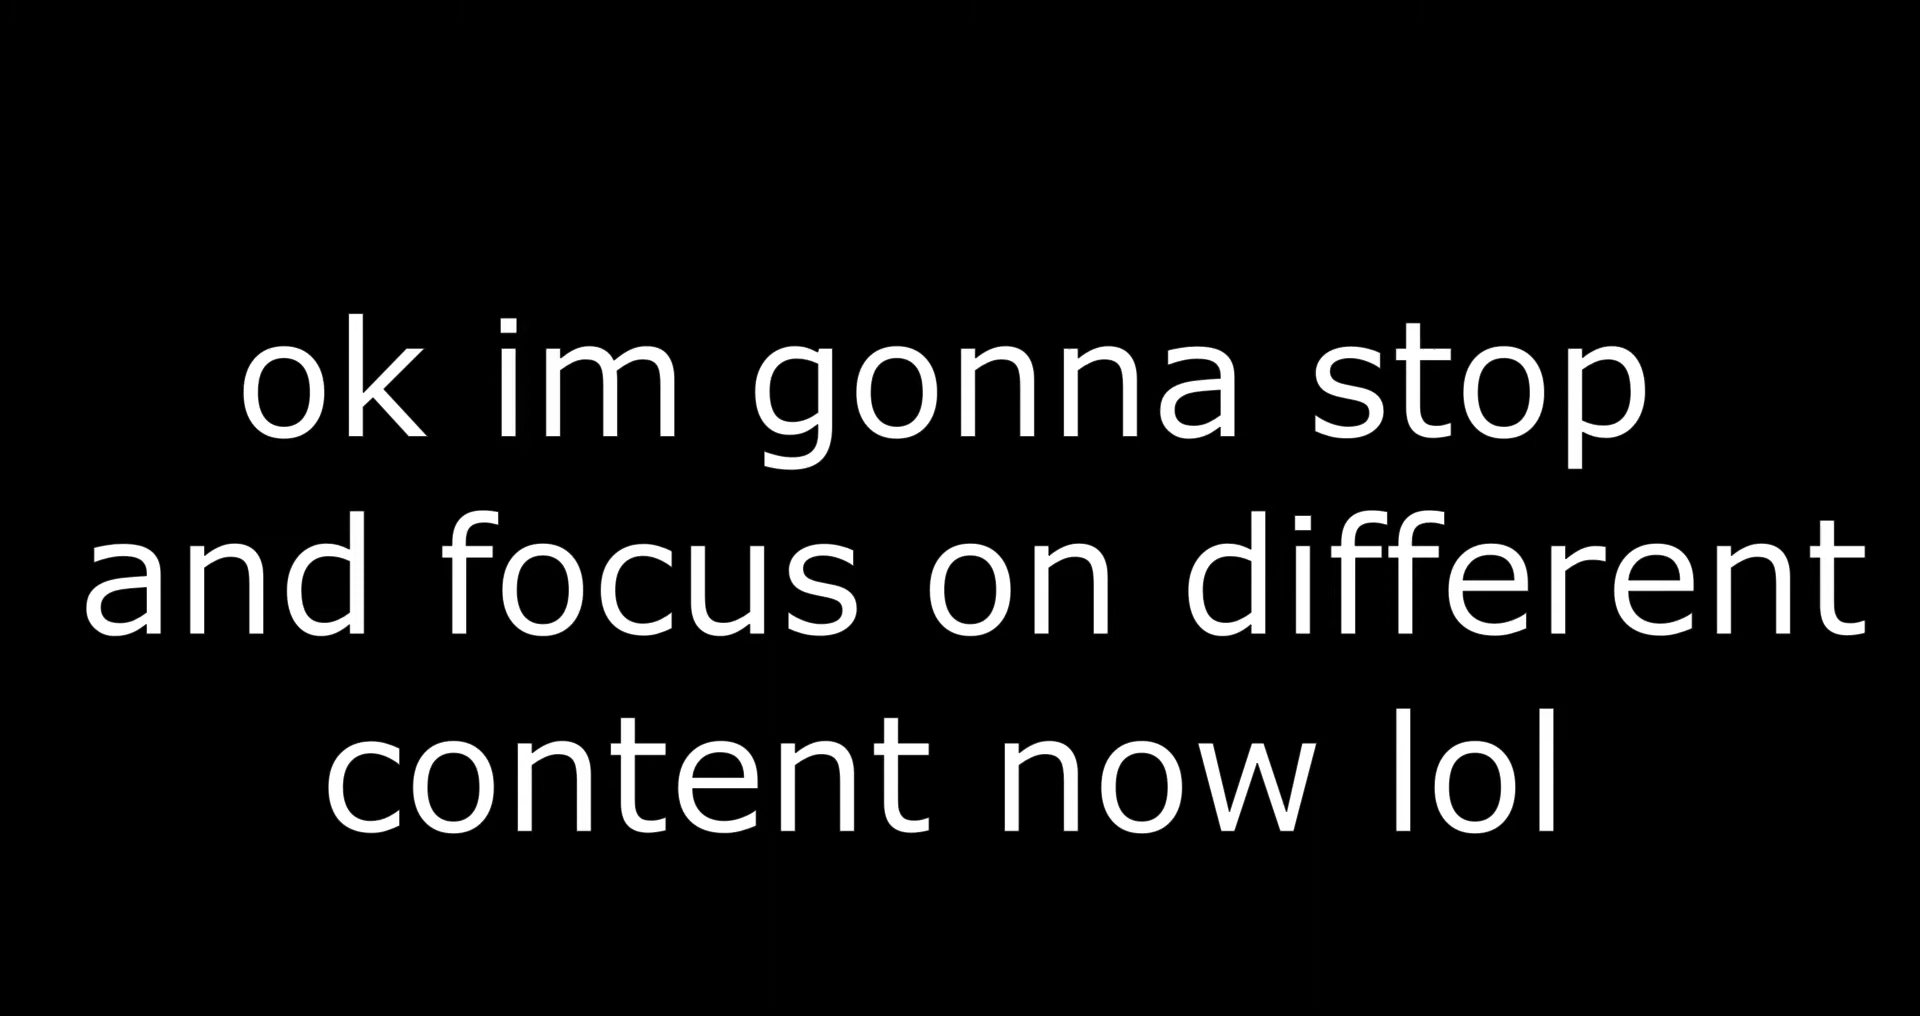 ok im gonna stop
and focus on different
content now lol